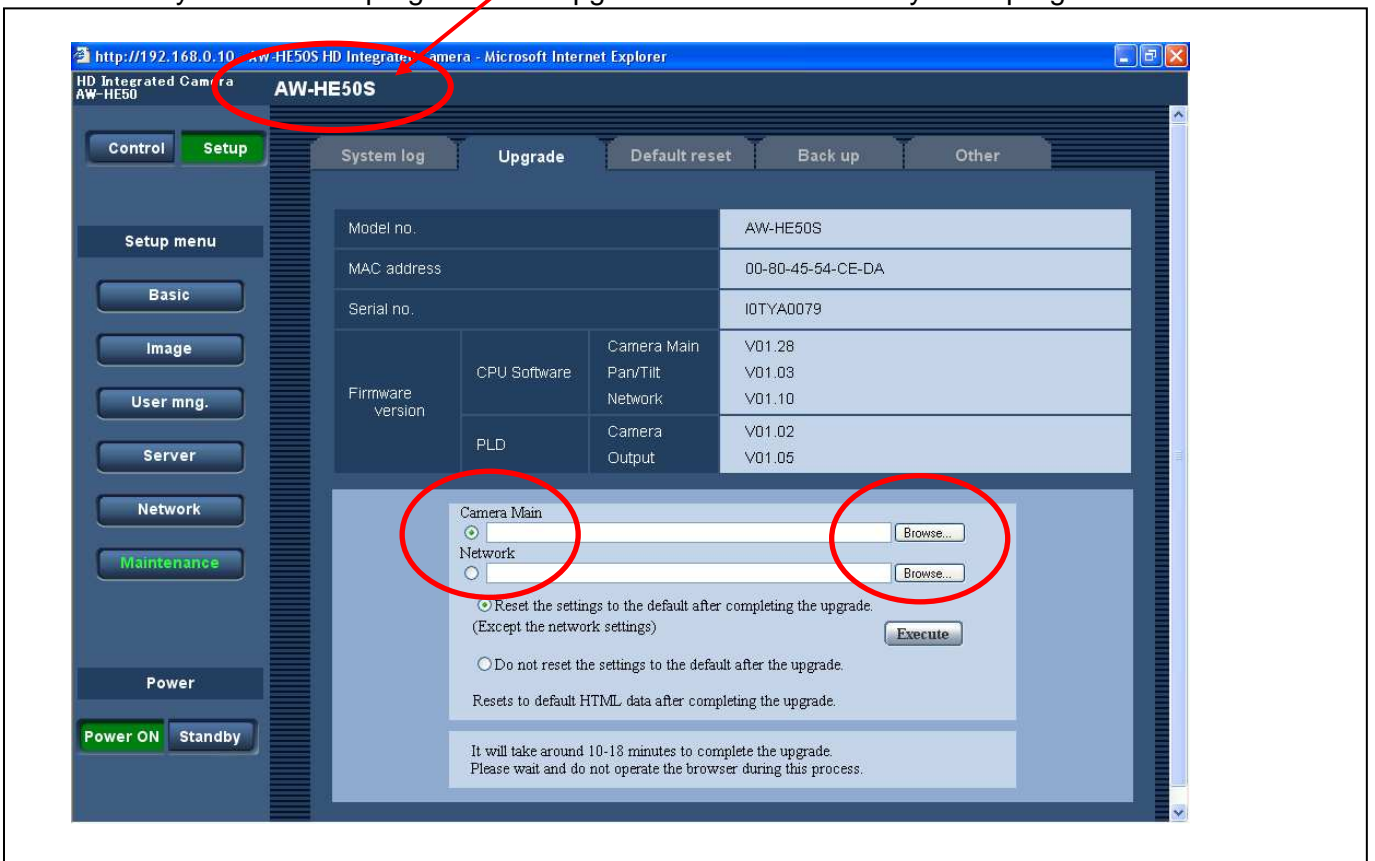 http://192.168.0.10 - AW-HE50S HD Integrated Camera - Microsoft Internet Explorer
HD Integrated Camera
AW-HE50
AW-HE50S
Control Setup
System log Upgrade Default reset Back up Other
Setup menu
Basic
Image
User mng.
Server
Network
Maintenance
Power
Power ON Standby
Model no. AW-HE50S
MAC address 00-80-45-54-CE-DA
Serial no. I0TYA0079
Firmware version
CPU Software
Camera Main V01.28
Pan/Tilt V01.03
Network V01.10
PLD
Camera V01.02
Output V01.05
Camera Main
Browse...
Network
Browse...
Reset the settings to the default after completing the upgrade.
(Except the network settings)
Execute
Do not reset the settings to the default after the upgrade.
Resets to default HTML data after completing the upgrade.
It will take around 10-18 minutes to complete the upgrade.
Please wait and do not operate the browser during this process.